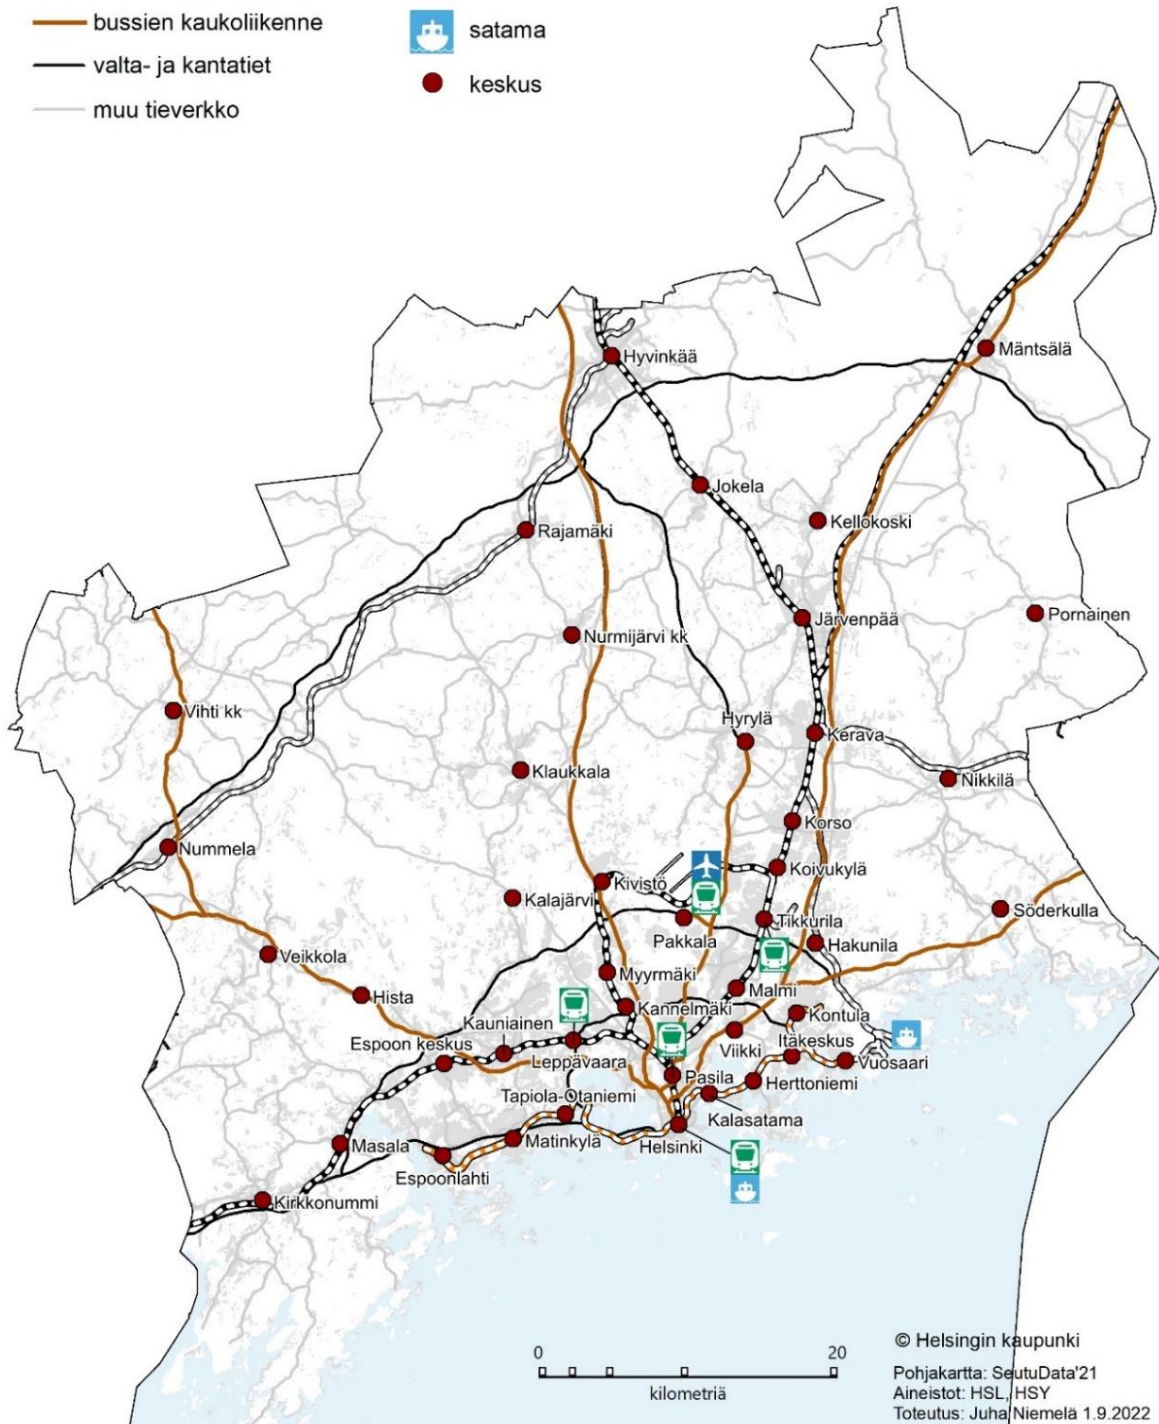 bussien kaukoliikenne
satama
valta- ja kantatiet
keskus
muu tieverkko
Hyvinkää
Mäntsälä
Jokela
Kellokoski
Rajamäki
Järvenpää
Pornainen
Nurmijärvi kk
Vihti kk
Hyrylä
Kerava
Klaukkala
Nikkilä
Korso
Nummela
Koivukylä
Kivistö
Kalajärvi
Söderkulla
Pakkala
Tikkurila
Hakunila
Veikkola
Myyrmäki
Malmi
Hista
Kannelmäki
Kontula
Kauniainen
Espoon keskus
Viikki
Itäkeskus
Leppävaara
Vuosaari
Pasila
Herttoniemi
Tapiola-Otaniemi
Kalasatama
Masala
Matinkylä
Helsinki
Espoonlahti
Kirkkonummi
0
20
kilometriä
© Helsingin kaupunki
Pohjakartta: SeutuData'21
Aineistot: HSL, HSY
Toteutus: Juha Niemelä 1.9.2022